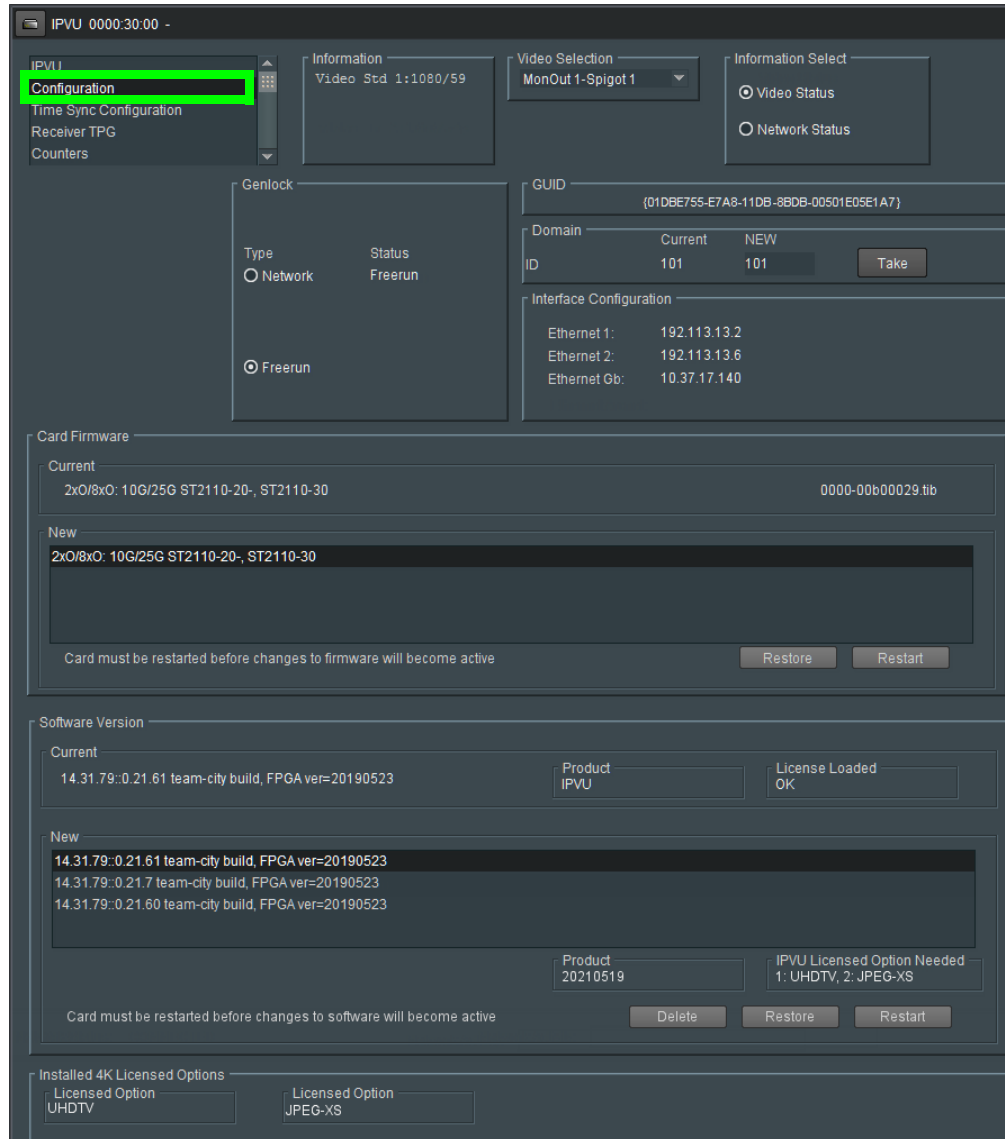 IPVU 0000:30:00 -
IPVU
Configuration
Time Sync Configuration
Receiver TPG
Counters
Information
Video Std 1:1080/59
Video Selection
MonOut 1-Spigot 1
Information Select
Video Status
Network Status
Genlock
Type Status
Network Freerun
Freerun
GUID
{01DBE755-E7A8-11DB-8BDB-00501E05E1A7}
Domain
Current NEW
ID 101 101 Take
Interface Configuration
Ethernet 1: 192.113.13.2
Ethernet 2: 192.113.13.6
Ethernet Gb: 10.37.17.140
Card Firmware
Current
2xO/8xO: 10G/25G ST2110-20-, ST2110-30 0000-00b00029.tib
New
2xO/8xO: 10G/25G ST2110-20-, ST2110-30
Card must be restarted before changes to firmware will become active Restore Restart
Software Version
Current
14.31.79::0.21.61 team-city build, FPGA ver=20190523
Product
IPVU
License Loaded
OK
New
14.31.79::0.21.61 team-city build, FPGA ver=20190523
14.31.79::0.21.7 team-city build, FPGA ver=20190523
14.31.79::0.21.60 team-city build, FPGA ver=20190523
Product
20210519
IPVU Licensed Option Needed
1: UHDTV, 2: JPEG-XS
Card must be restarted before changes to software will become active Delete Restore Restart
Installed 4K Licensed Options
Licensed Option
UHDTV
Licensed Option
JPEG-XS